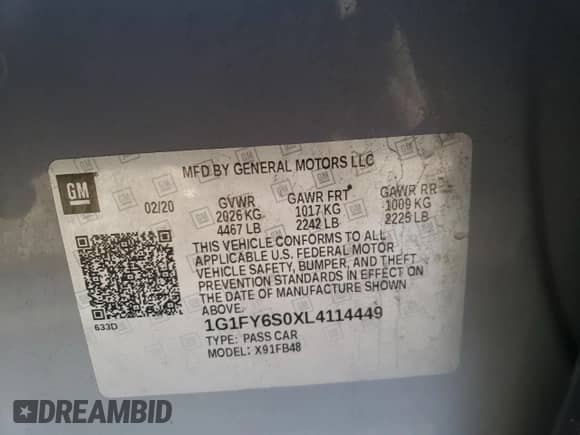 MFD BY GENERAL MOTORS LLC
GM
02/20 GVWR GAWR FRT GAWR RR
2026 KG 1017 KG 1009 KG
4467 LB 2242 LB 2225 LB
THIS VEHICLE CONFORMS TO ALL
APPLICABLE U.S. FEDERAL MOTOR
VEHICLE SAFETY, BUMPER, AND THEFT
PREVENTION STANDARDS IN EFFECT ON
THE DATE OF MANUFACTURE SHOWN
ABOVE.
633D
1G1FY6S0XL4114449
TYPE: PASS CAR
MODEL: X91FB48
DREAMBID